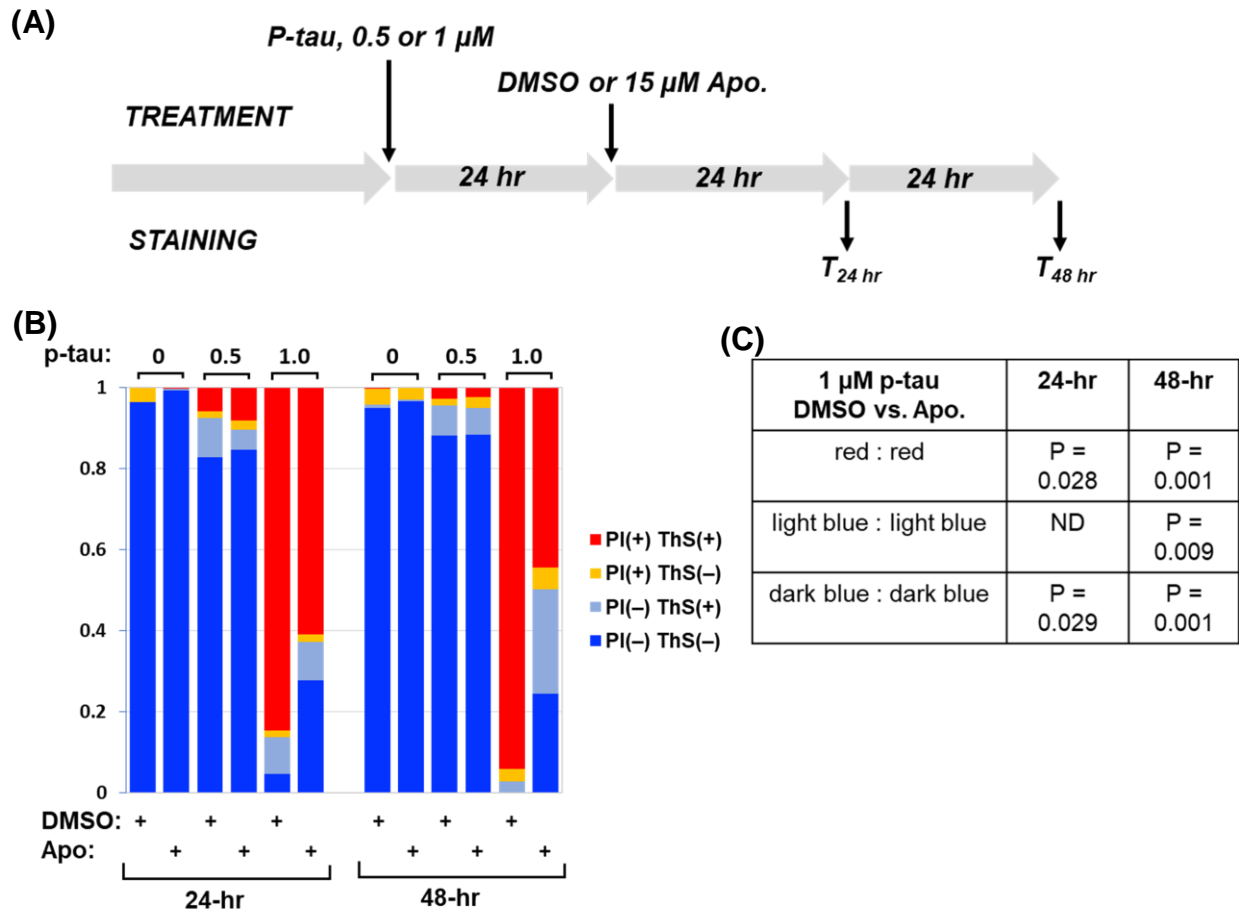 (A)
P-tau, 0.5 or 1 µM
DMSO or 15 µM Apo.
TREATMENT
24 hr 24 hr 24 hr
STAINING
T24 hr T48 hr
(B)
p-tau: 0 0.5 1.0 0 0.5 1.0
1
0.8
0.6
0.4
0.2
0
PI(+) ThS(+)
PI(+) ThS(–)
PI(–) ThS(+)
PI(–) ThS(–)
DMSO: + + + + + +
Apo: + + + + + +
24-hr 48-hr
(C)
1 µM p-tau
DMSO vs. Apo.
24-hr
48-hr
red : red
P =
0.028
P =
0.001
light blue : light blue
ND
P =
0.009
dark blue : dark blue
P =
0.029
P =
0.001